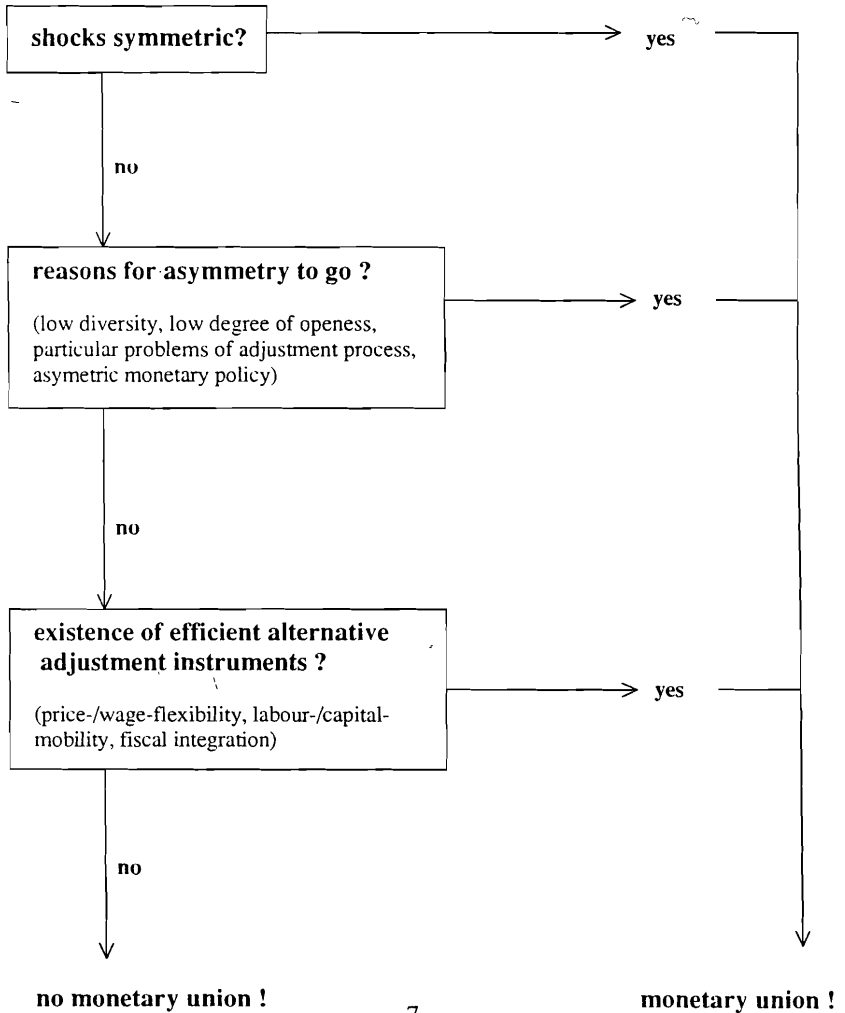 shocks symmetric?
yes
no
reasons for asymmetry to go ?
(low diversity, low degree of openess,
particular problems of adjustment process,
asymetric monetary policy)
yes
no
existence of efficient alternative
adjustment instruments ?
(price-/wage-flexibility, labour-/capital-
mobility, fiscal integration)
yes
no
no monetary union !
monetary union !
7